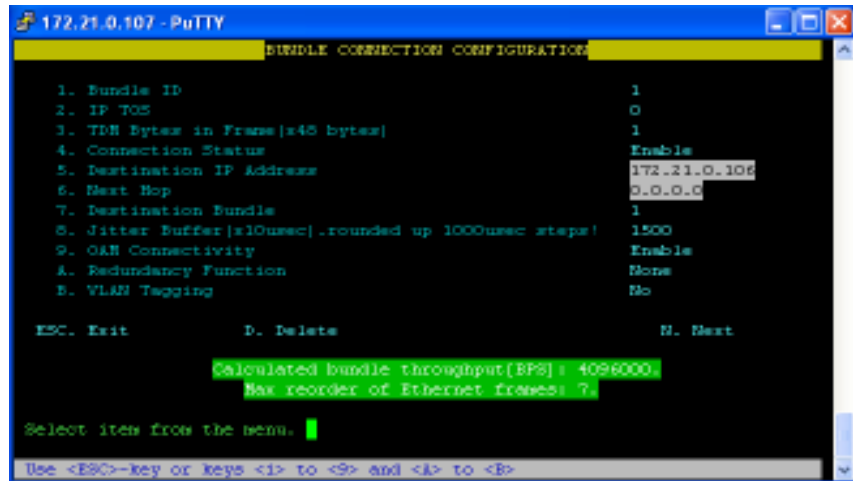 172.21.0.107 - PuTTY
BUNDLE CONNECTION CONFIGURATION
1. Bundle ID 1
2. IP TOS 0
3. TDM Bytes in Frame[x48 bytes] 1
4. Connection Status Enable
5. Destination IP Address 172.21.0.106
6. Next Hop 0.0.0.0
7. Destination Bundle 1
8. Jitter Buffer[x10usec].rounded up 1000usec steps! 1500
9. OAM Connectivity Enable
A. Redundancy Function None
B. VLAN Tagging No
ESC. Exit D. Delete N. Next
Calculated bundle throughput[BPS]: 4096000.
Max reorder of Ethernet frames: 7.
Select item from the menu.
Use <ESC>-key or keys <1> to <9> and <A> to <B>